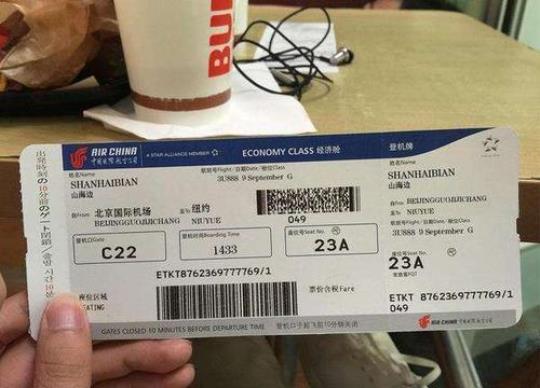 BU
AIR CHINA
中国国际航空公司
A STAR ALLIANCE MEMBER
ECONOMY CLASS 经济舱
登机牌
姓名Name
SHANHAIBIAN
山海边
航班号Flight/日期Date/舱位Class
3U888 9 September G
自From 北京国际机场
BEIJINGGUOJIJICHANG
至To 纽约
NIUYUE
049
登机口Gate
C22
登机时间Boarding Time
1433
座位号Seat No.
23A
ETKT8762369777769/1
座位区域
SEATING
票价税Fare
GATES CLOSED 10 MINUTES BEFORE DEPARTURE TIME
登机口于起飞前10分钟关闭
姓名Name
SHANHAIBIAN
山海边
自From BEIJINGGUOJIJICHANG
至To NIUYUE
航班号Flight/日期Date/舱位Class
3U888 9 September G
座位号Seat No.
23A
ETKT 8762369777769/1
049
AIR CHINA